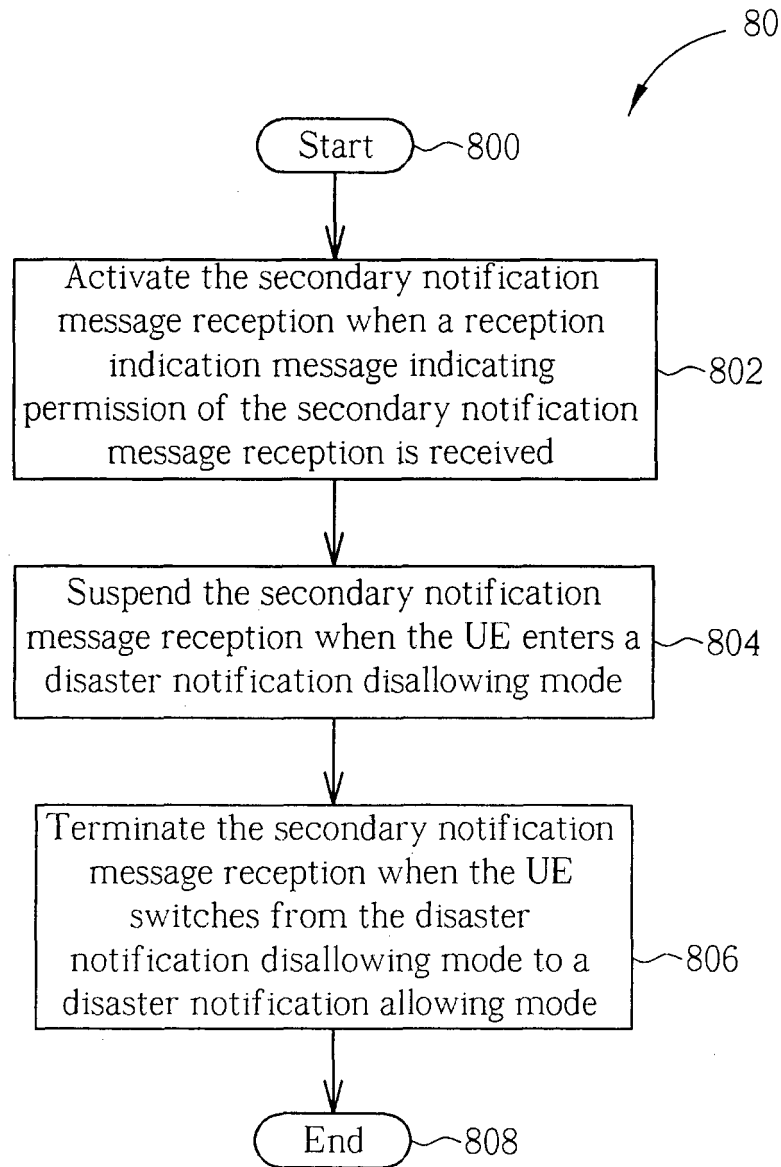 80
Start
800
Activate the secondary notification
message reception when a reception
indication message indicating
permission of the secondary notification
message reception is received
802
Suspend the secondary notification
message reception when the UE enters a
disaster notification disallowing mode
804
Terminate the secondary notification
message reception when the UE
switches from the disaster
notification disallowing mode to a
disaster notification allowing mode
806
End
808